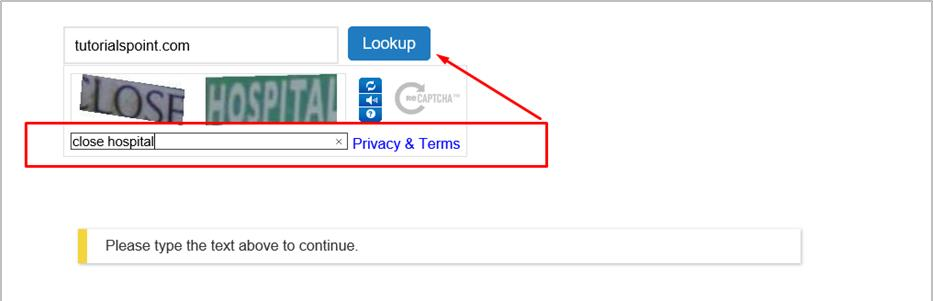 tutorialspoint.com
Lookup
CLOSE HOSPITAL
reCAPTCHA™
close hospital × Privacy & Terms
Please type the text above to continue.